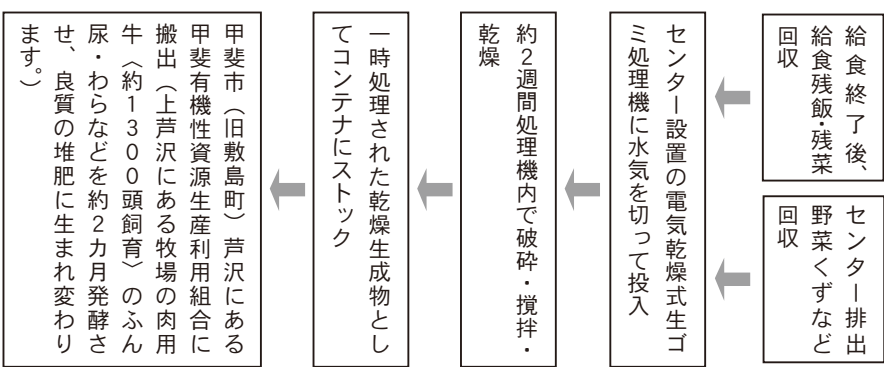 給食終了後、
給食残飯・残菜
回収
センター排出
野菜くずなど
回収
センター設置の電気乾燥式生ゴ
ミ処理機に水気を切って投入
約2週間処理機内で破砕・攪拌・
乾燥
一時処理された乾燥生成物とし
てコンテナにストック
甲斐市（旧敷島町）芦沢にある
甲斐有機性資源生産利用組合に
搬出（上芦沢にある牧場の肉用
牛〈約1300頭飼育〉のふん
尿・わらなどを約2カ月発酵さ
せ、良質の堆肥に生まれ変わり
ます。）